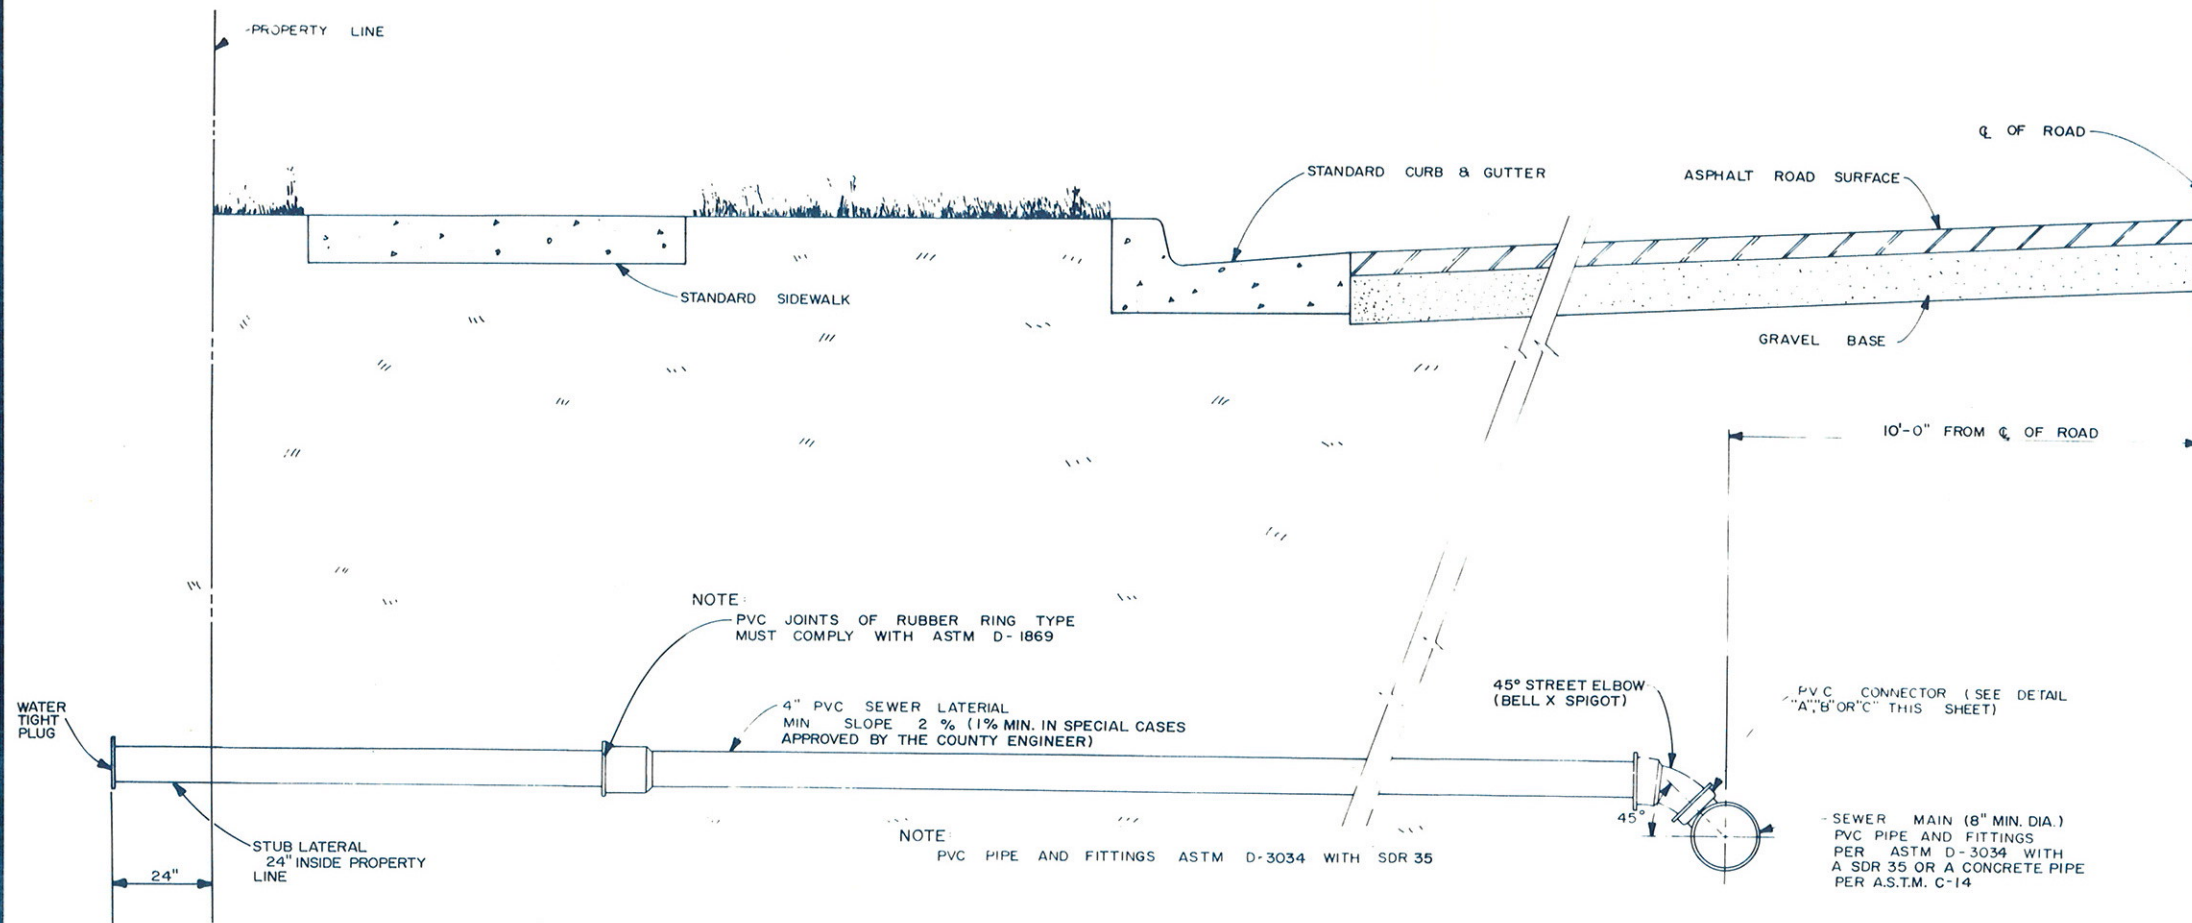 PROPERTY LINE
℄ OF ROAD
STANDARD CURB & GUTTER
ASPHALT ROAD SURFACE
STANDARD SIDEWALK
GRAVEL BASE
10'-0" FROM ℄ OF ROAD
NOTE:
PVC JOINTS OF RUBBER RING TYPE
MUST COMPLY WITH ASTM D-1869
WATER
TIGHT
PLUG
4" PVC SEWER LATERIAL
MIN SLOPE 2 % (1% MIN. IN SPECIAL CASES
APPROVED BY THE COUNTY ENGINEER)
45° STREET ELBOW
(BELL X SPIGOT)
PVC CONNECTOR (SEE DETAIL
"A","B"OR"C" THIS SHEET)
45°
STUB LATERAL
24" INSIDE PROPERTY
LINE
24"
NOTE:
PVC PIPE AND FITTINGS ASTM D-3034 WITH SDR 35
SEWER MAIN (8" MIN. DIA.)
PVC PIPE AND FITTINGS
PER ASTM D-3034 WITH
A SDR 35 OR A CONCRETE PIPE
PER A.S.T.M. C-14